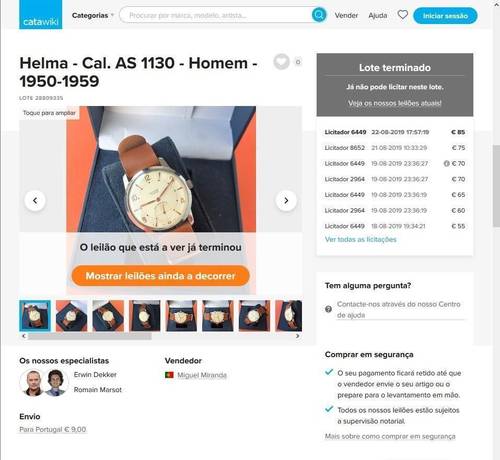 catawiki
Categorias
Procurar por marca, modelo, artista...
Vender
Ajuda
Iniciar sessão
Helma - Cal. AS 1130 - Homem -
1950-1959
LOTE 28809335
0
Toque para ampliar
O leilão que está a ver já terminou
Mostrar leilões ainda a decorrer
Os nossos especialistas
Erwin Dekker
Romain Marsot
Vendedor
Miguel Miranda
Envio
Para Portugal € 9,00
Lote terminado
Já não pode licitar neste lote.
Veja os nossos leilões atuais!
Licitador 6449 22-08-2019 17:57:19 € 85
Licitador 8652 21-08-2019 10:33:29 € 75
Licitador 6449 19-08-2019 23:36:27 € 70
Licitador 2964 19-08-2019 23:36:27 € 70
Licitador 6449 19-08-2019 23:36:19 € 65
Licitador 2964 19-08-2019 23:36:19 € 60
Licitador 6449 18-08-2019 19:34:21 € 55
Ver todas as licitações
Tem alguma pergunta?
Contacte-nos através do nosso Centro
de ajuda
Comprar em segurança
O seu pagamento ficará retido até que
o vendedor envie o seu artigo ou o
prepare para o levantamento em mão.
Todos os nossos leilões estão sujeitos
a supervisão notarial.
Mais sobre como comprar em segurança